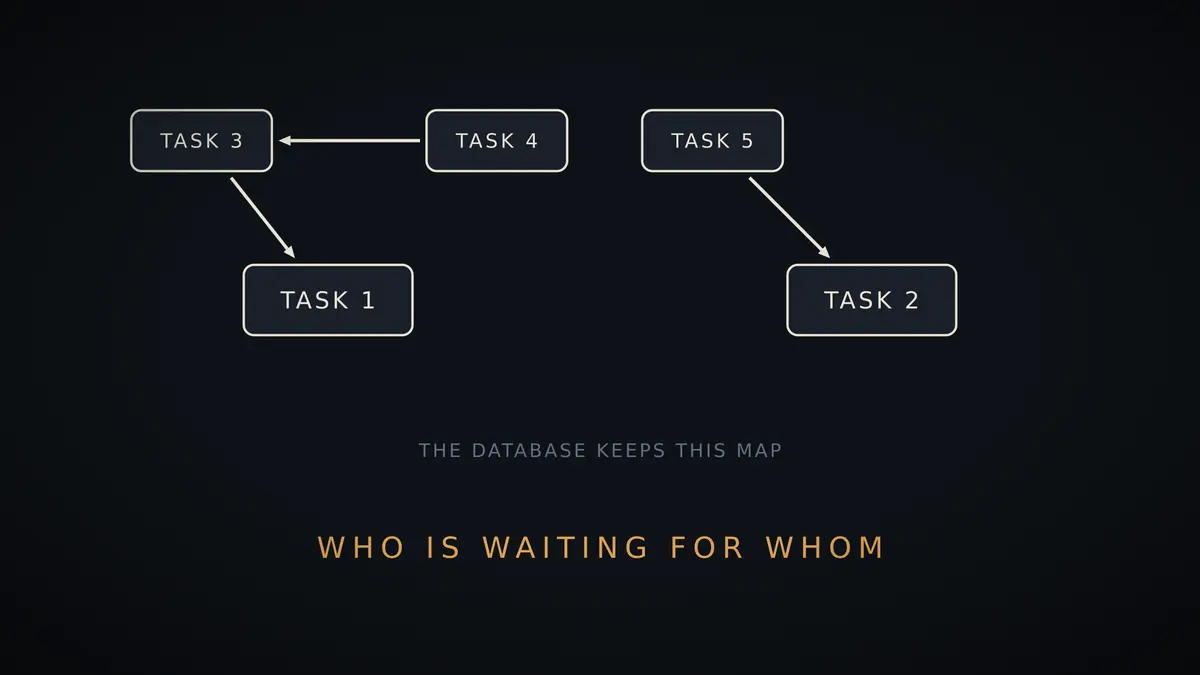 TASK 3
TASK 4
TASK 5
TASK 1
TASK 2
THE DATABASE KEEPS THIS MAP
WHO IS WAITING FOR WHOM